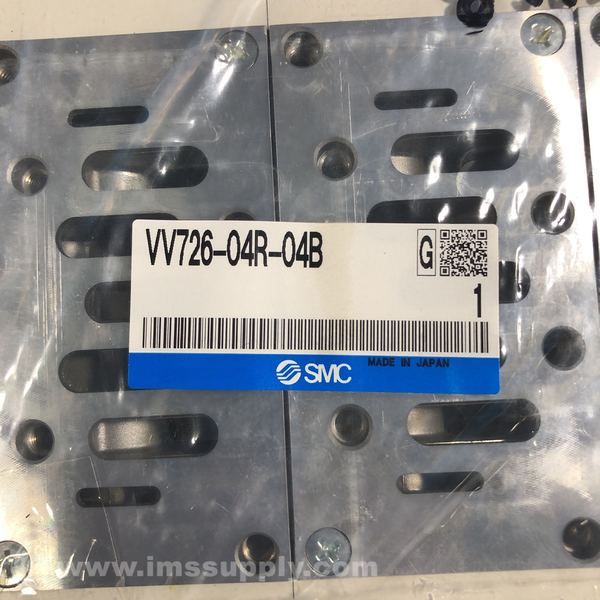 VV726-04R-04B
G
1
SMC
MADE IN JAPAN
www.imssupply.com